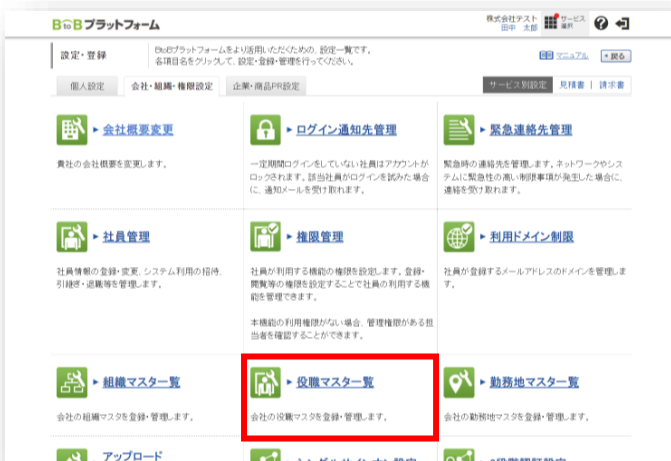 BtoBプラットフォーム
株式会社テスト
田中 太郎
サービス
選択
設定・登録
BtoBプラットフォームをより活用いただくための、設定一覧です。
各項目名をクリックして、設定・登録・管理を行ってください。
マニュアル
戻る
個人設定
会社・組織・権限設定
企業・商品PR設定
サービス別設定
見積書 | 請求書
会社概要変更
貴社の会社概要を変更します。
ログイン通知先管理
一定期間ログインをしていない社員はアカウントが
ロックされます。該当社員がログインを試みた場合
に、通知メールを受け取れます。
緊急連絡先管理
緊急時の連絡先を管理します。ネットワークやシス
テムに緊急性の高い制限事項が発生した場合に、
連絡を受け取れます。
社員管理
社員情報の登録・変更、システム利用の招待、
引継ぎ・退職等を管理します。
権限管理
社員が利用する機能の権限を設定します。登録・
閲覧等の権限を設定することで社員の利用する機
能を管理できます。
本機能の利用権限がない場合、管理権限がある担
当者を確認することができます。
利用ドメイン制限
社員が登録するメールアドレスのドメインを管理しま
す。
組織マスター覧
会社の組織マスタを登録・管理します。
役職マスター覧
会社の役職マスタを登録・管理します。
勤務地マスター覧
会社の勤務地マスタを登録・管理します。
アップロード